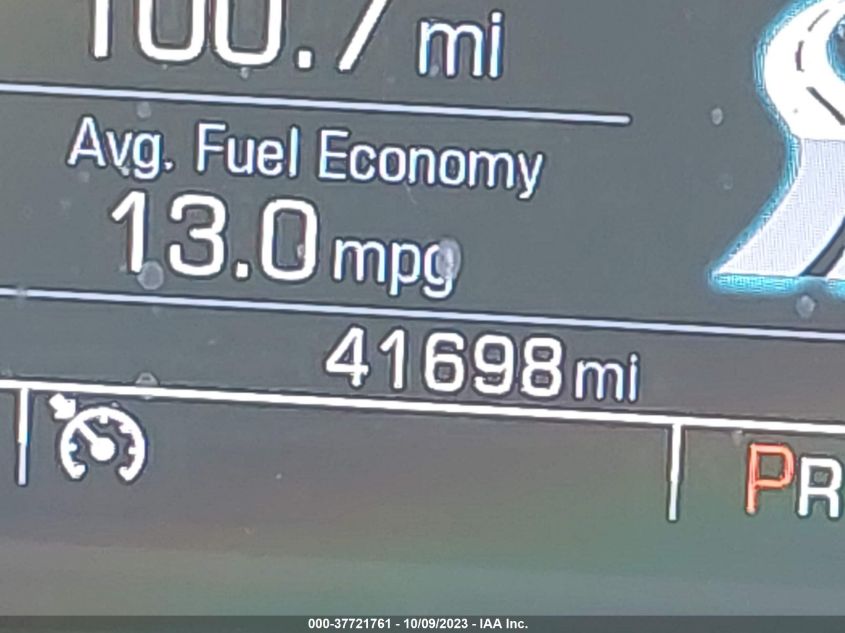 100.7 mi
Avg. Fuel Economy
13.0 mpg
41698 mi
PR
000-37721761 - 10/09/2023 - IAA Inc.